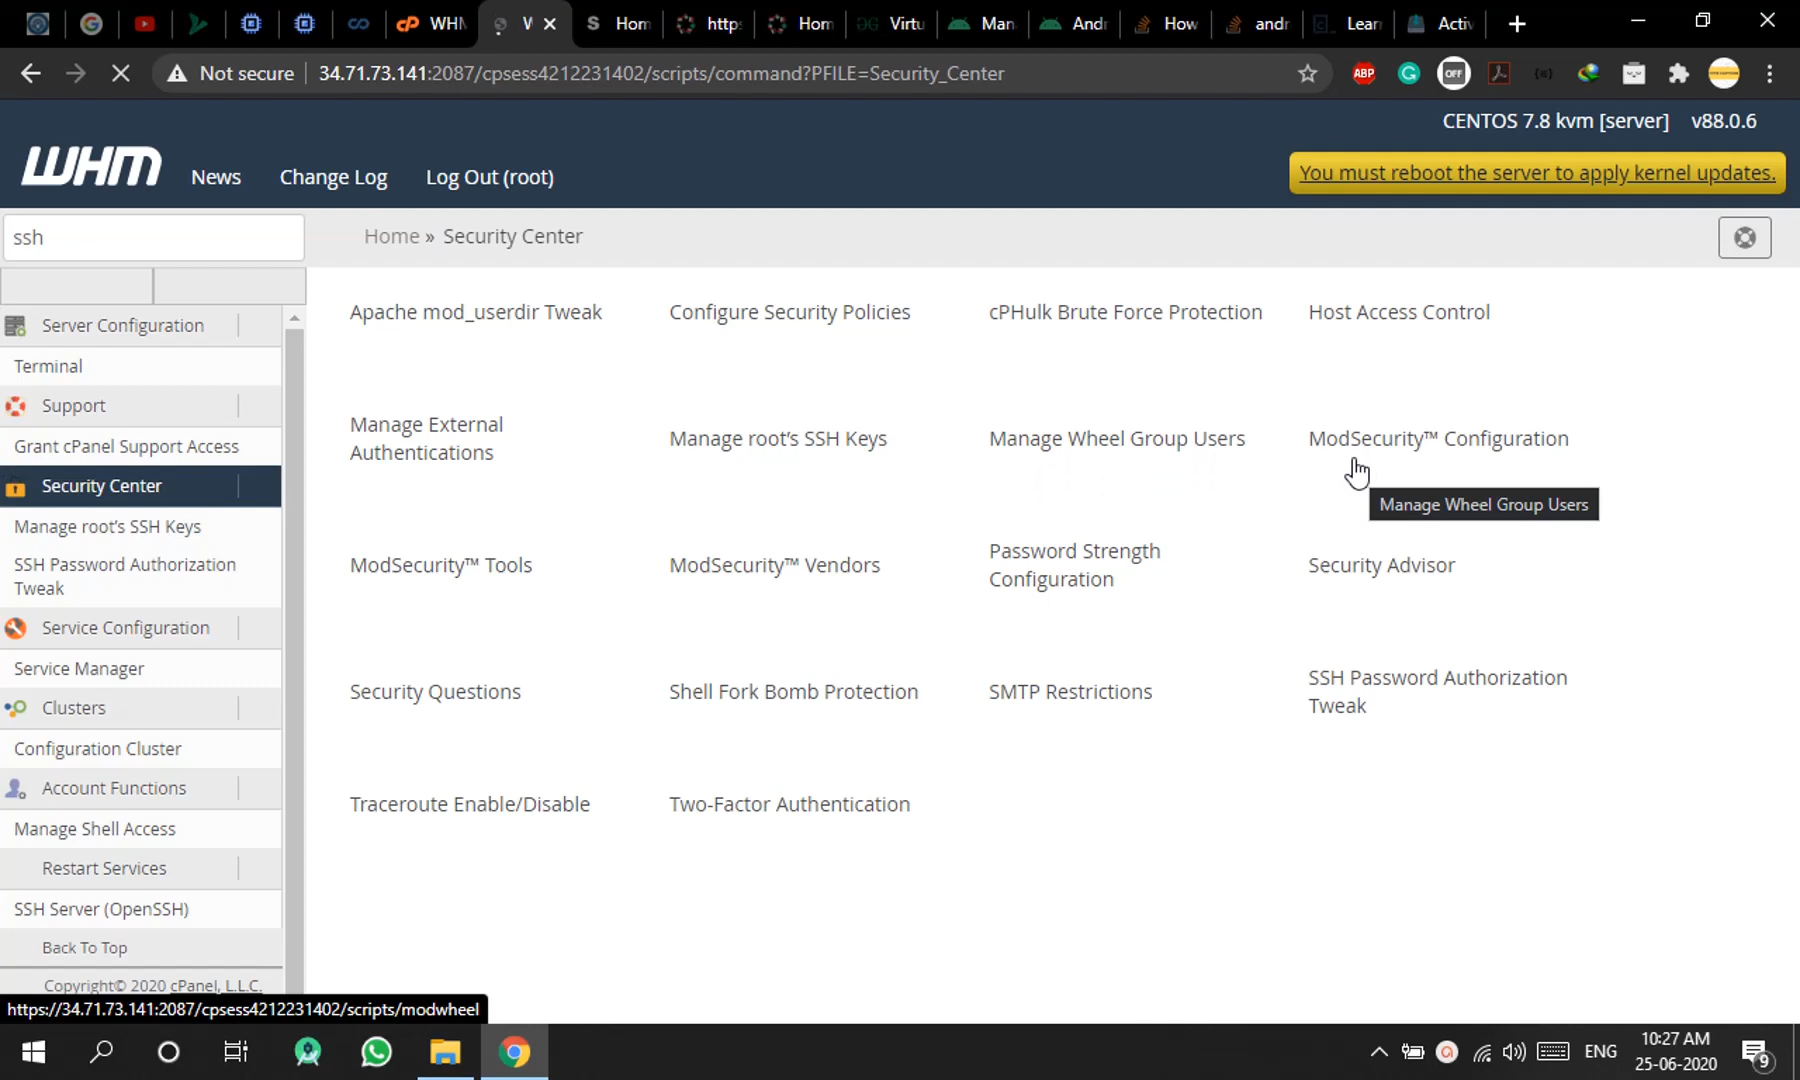 WHM
W
Hom
https
Hom
Virtu
Man
Andr
How
andr
Learn
Activ
Not secure
34.71.73.141:2087/cpsess4212231402/scripts/command?PFILE=Security_Center
ABP
OFF
CENTOS 7.8 kvm [server] v88.0.6
WHM
News
Change Log
Log Out (root)
You must reboot the server to apply kernel updates.
ssh
Home » Security Center
Server Configuration
Terminal
Support
Grant cPanel Support Access
Security Center
Manage root's SSH Keys
SSH Password Authorization
Tweak
Service Configuration
Service Manager
Clusters
Configuration Cluster
Account Functions
Manage Shell Access
Restart Services
SSH Server (OpenSSH)
Back To Top
Copyright© 2020 cPanel, L.L.C.
Apache mod_userdir Tweak
Configure Security Policies
cPHulk Brute Force Protection
Host Access Control
Manage External
Authentications
Manage root's SSH Keys
Manage Wheel Group Users
ModSecurity™ Configuration
Manage Wheel Group Users
ModSecurity™ Tools
ModSecurity™ Vendors
Password Strength
Configuration
Security Advisor
Security Questions
Shell Fork Bomb Protection
SMTP Restrictions
SSH Password Authorization
Tweak
Traceroute Enable/Disable
Two-Factor Authentication
https://34.71.73.141:2087/cpsess4212231402/scripts/modwheel
ENG
10:27 AM
25-06-2020
9